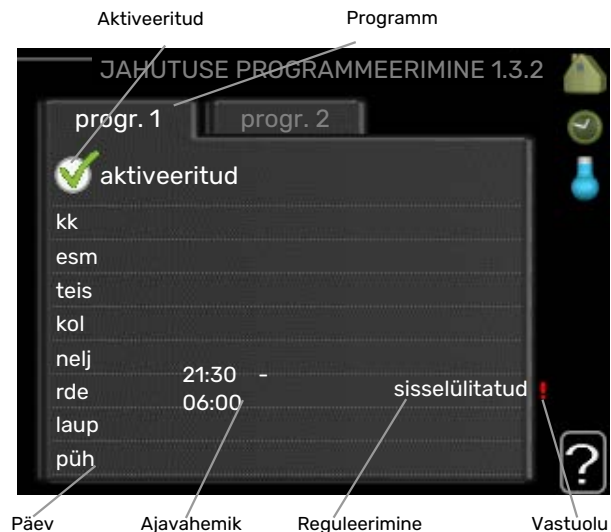 Aktiveeritud Programm
JAHUTUSE PROGRAMMEERIMINE 1.3.2
progr. 1 progr. 2
aktiveeritud
kk
esm
teis
kol
nelj
rde 21:30 - 06:00 sisselülitatud !
laup
püh
?
Päev Ajavahemik Reguleerimine Vastuolu